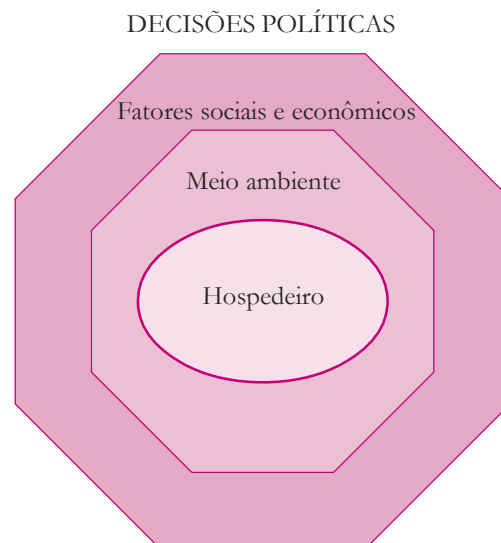 DECISÕES POLÍTICAS
Fatores sociais e econômicos
Meio ambiente
Hospedeiro